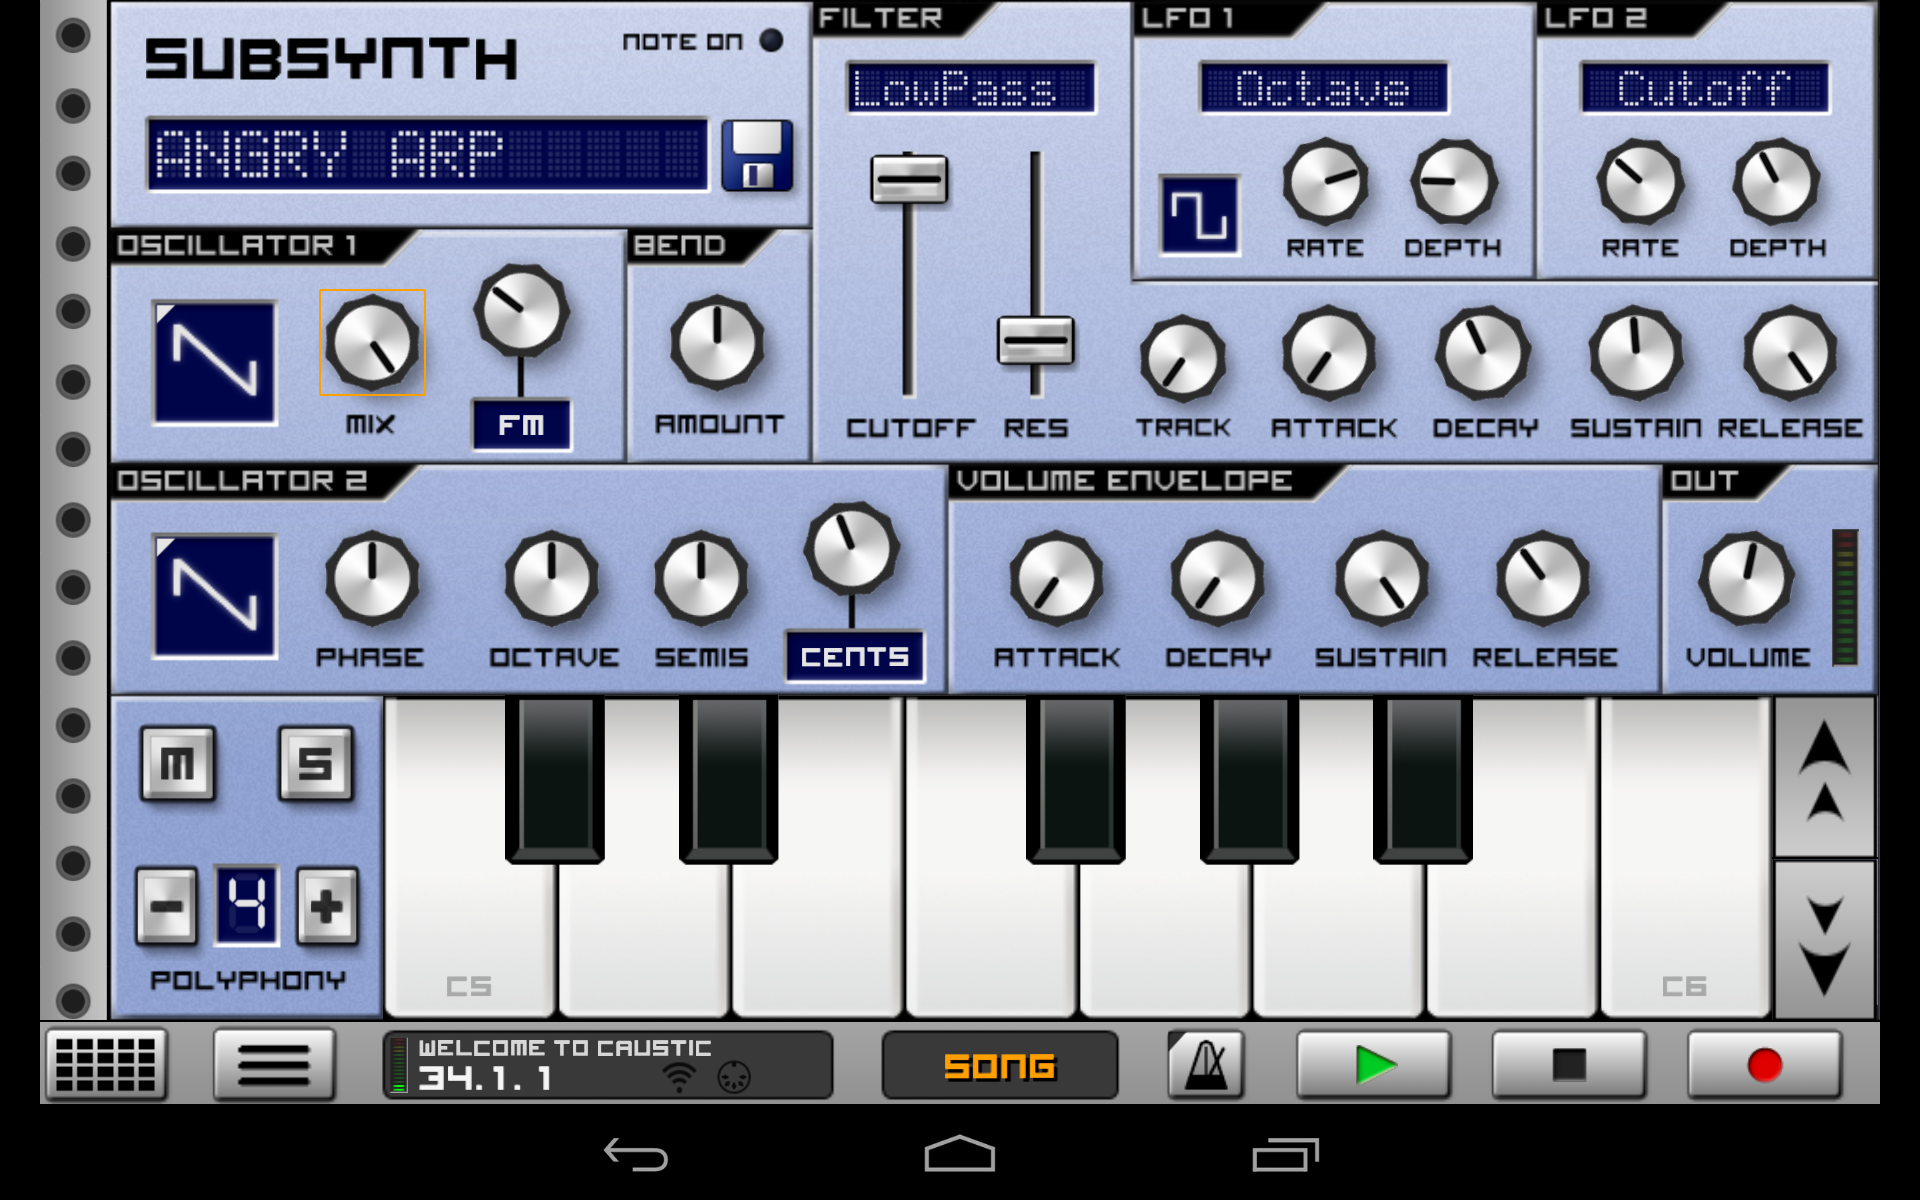 SUBSYNTH
NOTE ON
ANGRY ARP
FILTER
LowPass
CUTOFF RES
LFO 1
Octave
RATE DEPTH
LFO 2
Cutoff
RATE DEPTH
TRACK ATTACK DECAY SUSTAIN RELEASE
OSCILLATOR 1
MIX
FM
BEND
AMOUNT
OSCILLATOR 2
PHASE OCTAVE SEMIS CENTS
VOLUME ENVELOPE
ATTACK DECAY SUSTAIN RELEASE
OUT
VOLUME
M S
- 4 +
POLYPHONY
C5 C6
WELCOME TO CAUSTIC
34.1. 1
SONG